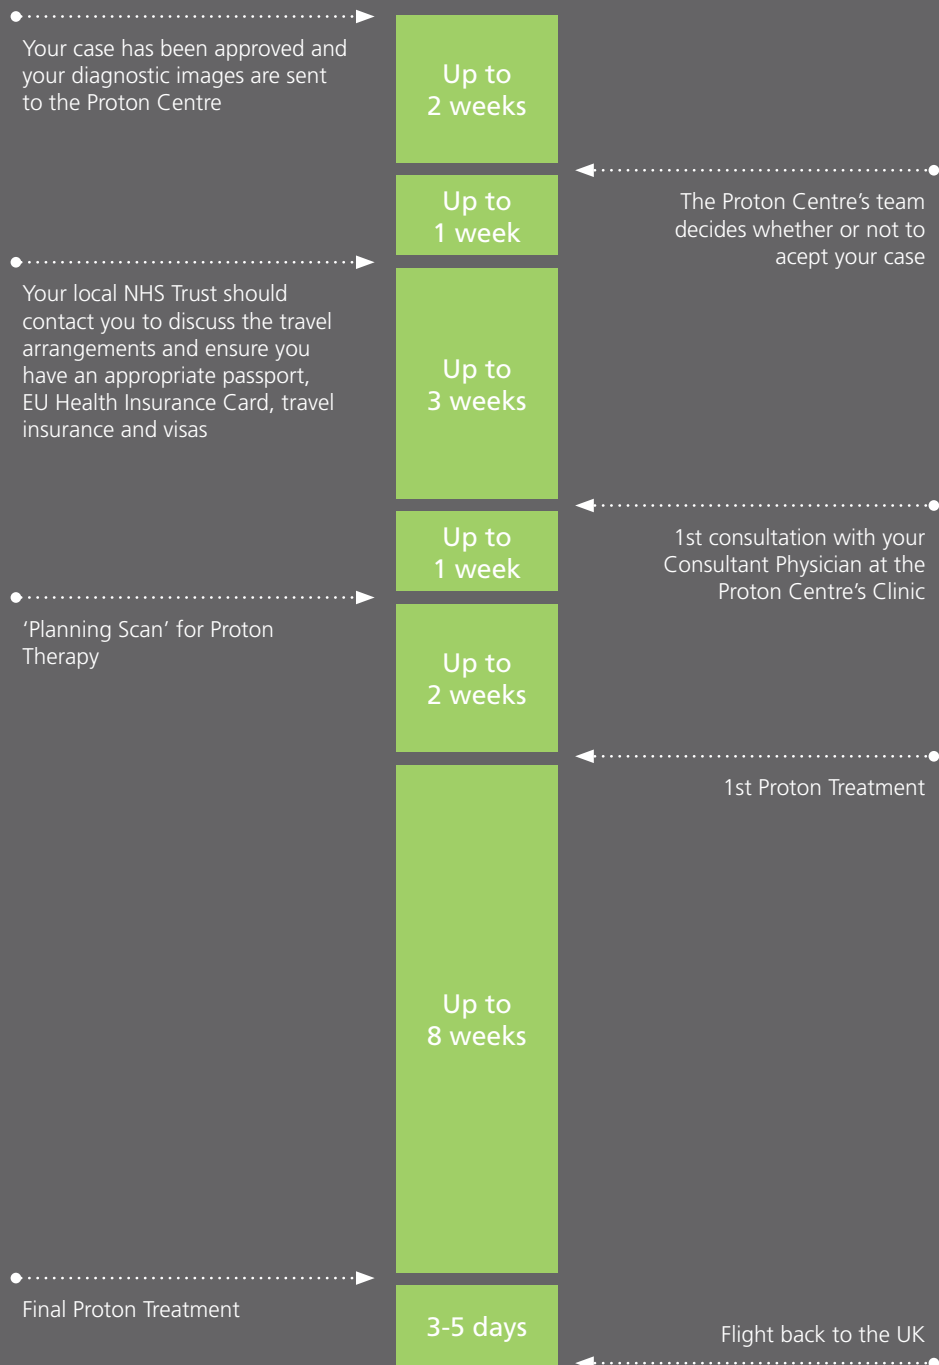 Your case has been approved and
your diagnostic images are sent
to the Proton Centre
Up to
2 weeks
The Proton Centre’s team
decides whether or not to
acept your case
Up to
1 week
Your local NHS Trust should
contact you to discuss the travel
arrangements and ensure you
have an appropriate passport,
EU Health Insurance Card, travel
insurance and visas
Up to
3 weeks
1st consultation with your
Consultant Physician at the
Proton Centre’s Clinic
Up to
1 week
‘Planning Scan’ for Proton
Therapy
Up to
2 weeks
1st Proton Treatment
Up to
8 weeks
Final Proton Treatment
3-5 days
Flight back to the UK